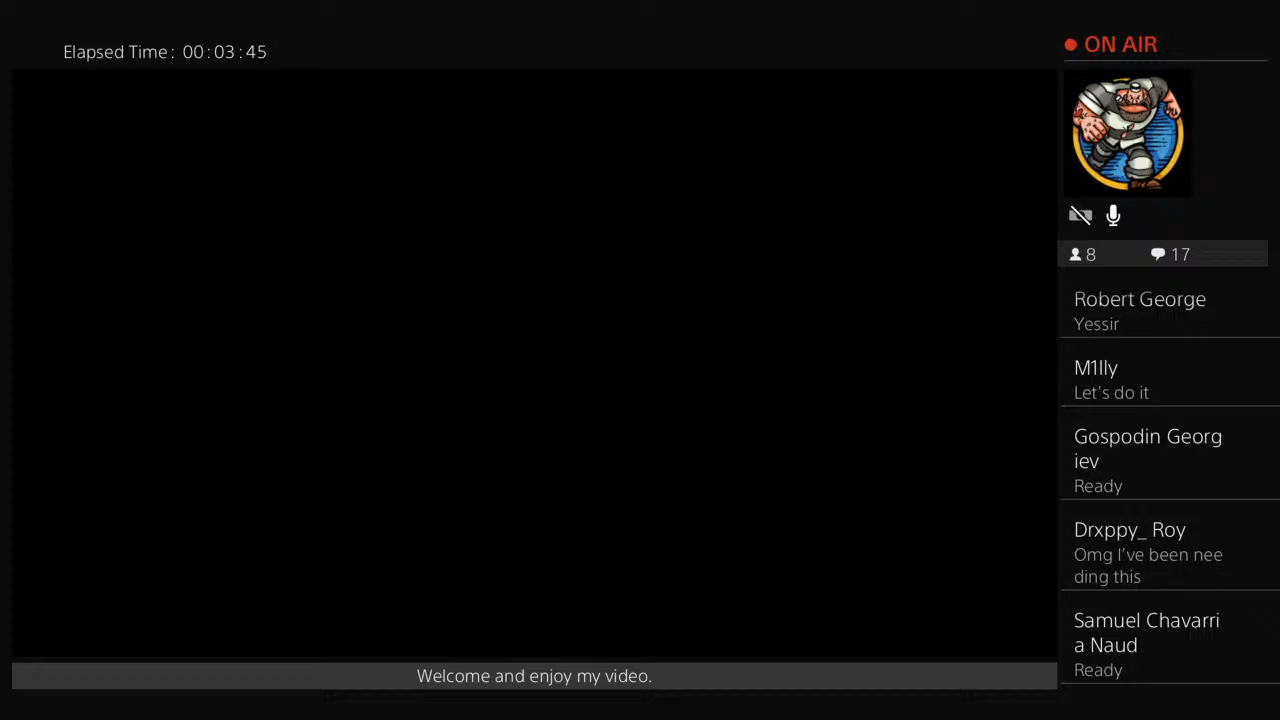 Elapsed Time: 00:03:45
ON AIR
8 17
Robert George
Yessir
M1lly
Let's do it
Gospodin Georg
iev
Ready
Drxppy_ Roy
Omg I've been nee
ding this
Samuel Chavarri
a Naud
Ready
Welcome and enjoy my video.